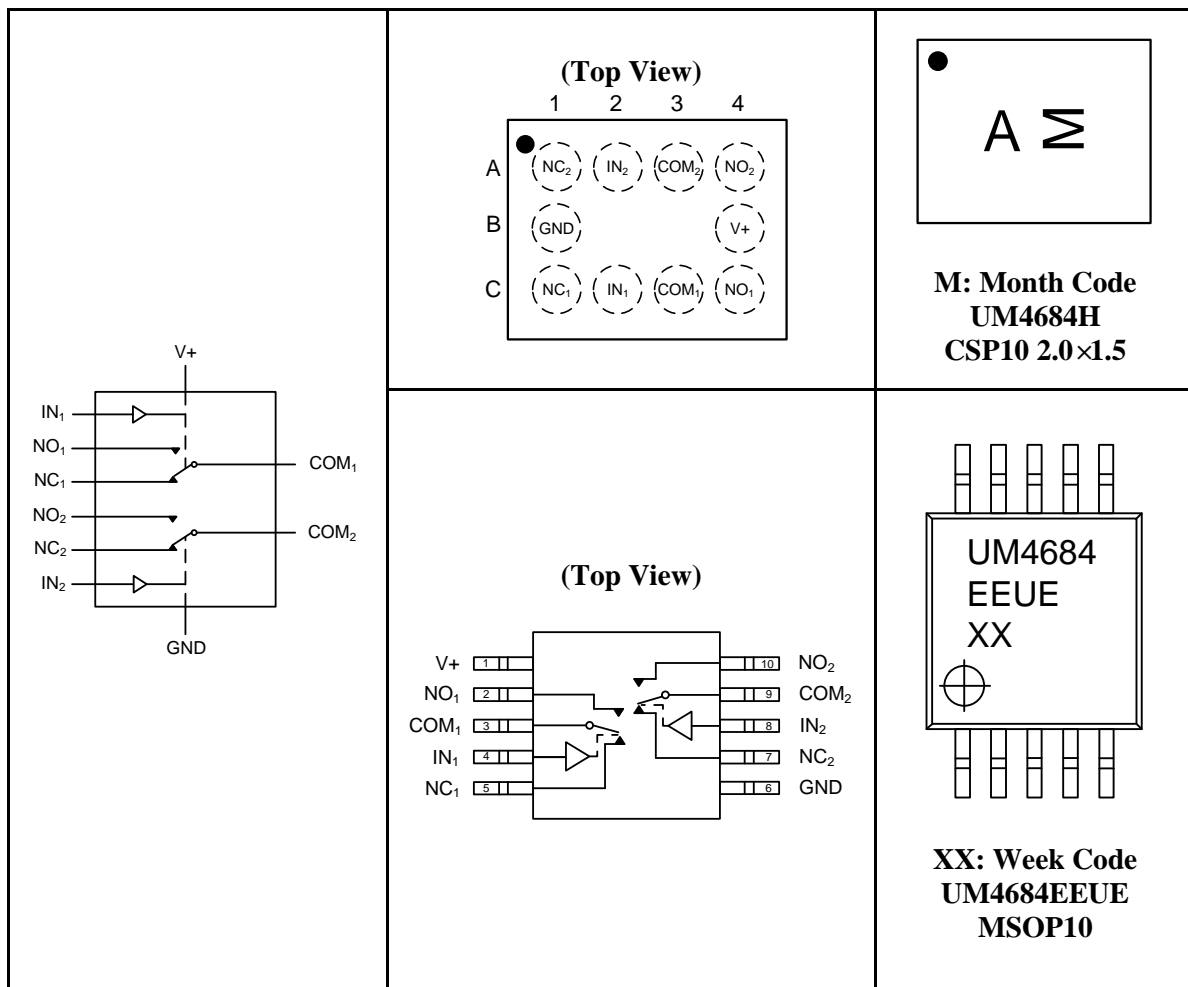 V+
IN₁
NO₁
NC₁
COM₁
NO₂
NC₂
COM₂
IN₂
GND
(Top View)
1 2 3 4
A NC₂ IN₂ COM₂ NO₂
B GND V+
C NC₁ IN₁ COM₁ NO₁
A M
M: Month Code
UM4684H
CSP10 2.0×1.5
(Top View)
V+ 1 10 NO₂
NO₁ 2 9 COM₂
COM₁ 3 8 IN₂
IN₁ 4 7 NC₂
NC₁ 5 6 GND
UM4684
EEUE
XX
XX: Week Code
UM4684EEUE
MSOP10